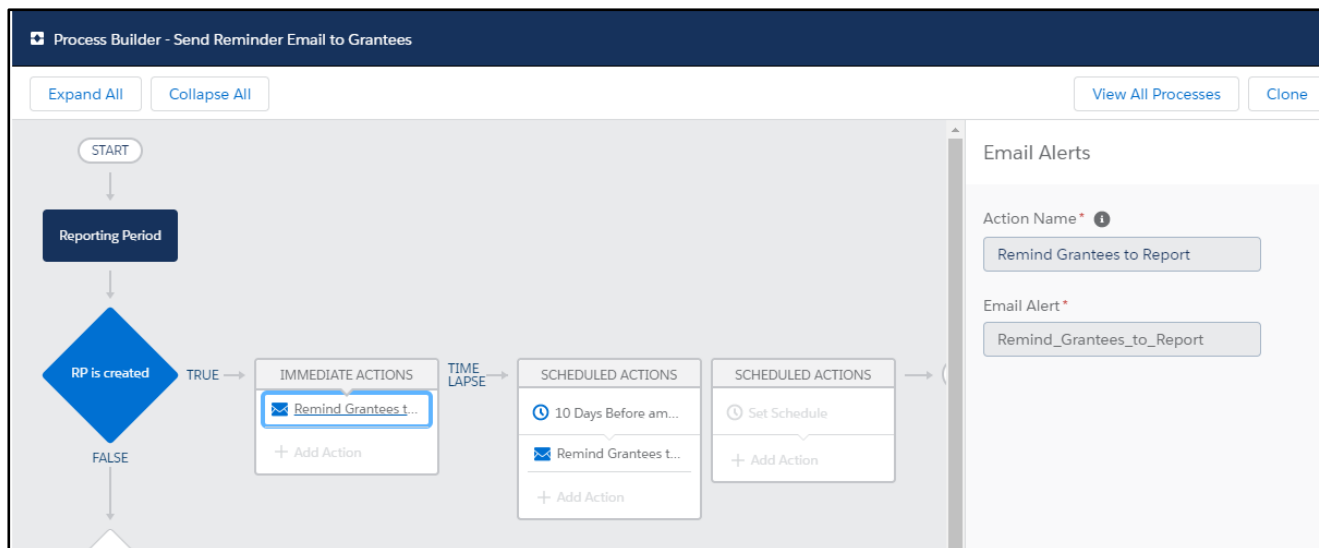 Process Builder - Send Reminder Email to Grantees
Expand All
Collapse All
View All Processes
Clone
START
Reporting Period
RP is created
TRUE
IMMEDIATE ACTIONS
Remind Grantees t...
+ Add Action
TIME
LAPSE
SCHEDULED ACTIONS
10 Days Before am...
Remind Grantees t...
+ Add Action
SCHEDULED ACTIONS
Set Schedule
+ Add Action
FALSE
Email Alerts
Action Name*
Remind Grantees to Report
Email Alert*
Remind_Grantees_to_Report